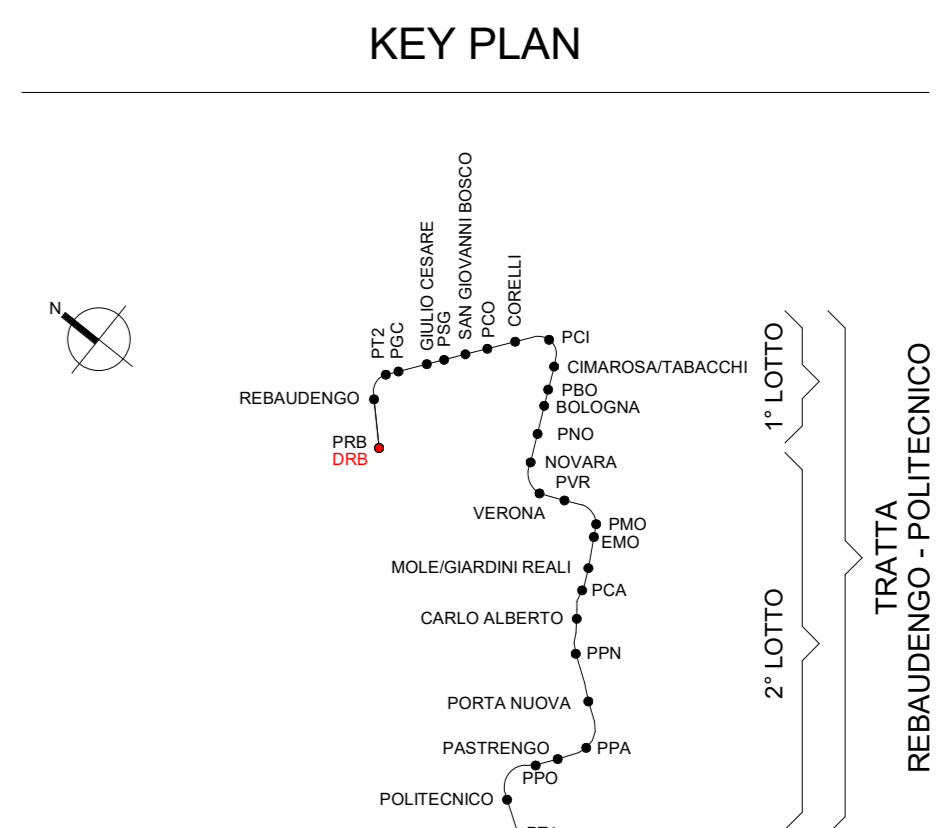 KEY PLAN
N
PT2
PGC
GIULIO CESARE
PSG
SAN GIOVANNI BOSCO
PCO
CORELLI
PCI
CIMAROSA/TABACCHI
REBAUDENGO
PBO
BOLOGNA
PRB
DRB
PNO
NOVARA
PVR
VERONA
PMO
EMO
MOLE/GIARDINI REALI
PCA
CARLO ALBERTO
PPN
PORTA NUOVA
PASTRENGO
PPA
PPO
POLITECNICO
1° LOTTO
2° LOTTO
TRATTA
REBAUDENGO - POLITECNICO